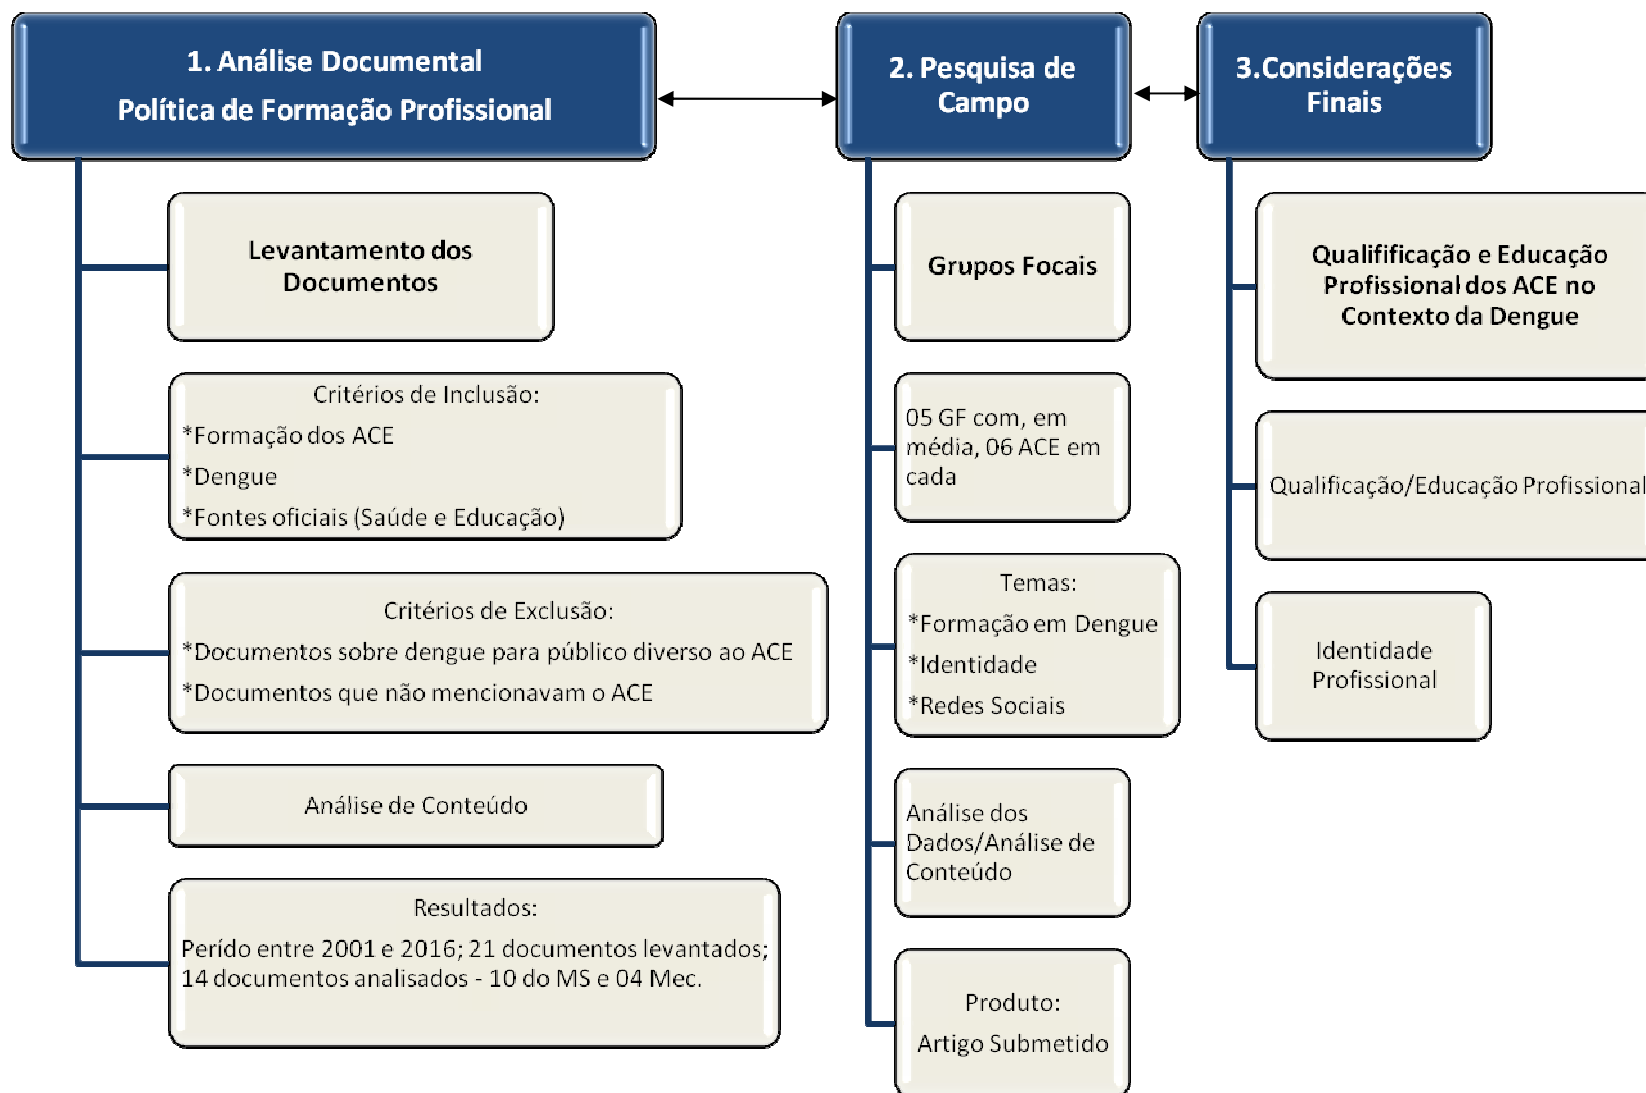 1. Análise Documental
Política de Formação Profissional
Levantamento dos
Documentos
Critérios de Inclusão:
*Formação dos ACE
*Dengue
*Fontes oficiais (Saúde e Educação)
Critérios de Exclusão:
*Documentos sobre dengue para público diverso ao ACE
*Documentos que não mencionavam o ACE
Análise de Conteúdo
Resultados:
Perído entre 2001 e 2016; 21 documentos levantados;
14 documentos analisados - 10 do MS e 04 Mec.
2. Pesquisa de
Campo
Grupos Focais
05 GF com, em
média, 06 ACE em
cada
Temas:
*Formação em Dengue
*Identidade
*Redes Sociais
Análise dos
Dados/Análise de
Conteúdo
Produto:
Artigo Submetido
3.Considerações
Finais
Qualifificação e Educação
Profissional dos ACE no
Contexto da Dengue
Qualificação/Educação Profissional
Identidade
Profissional